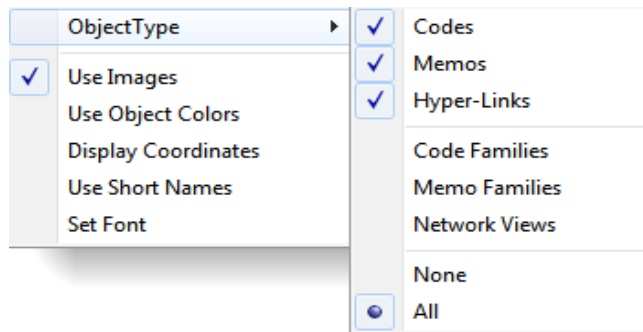 ObjectType
Use Images
Use Object Colors
Display Coordinates
Use Short Names
Set Font
Codes
Memos
Hyper-Links
Code Families
Memo Families
Network Views
None
All